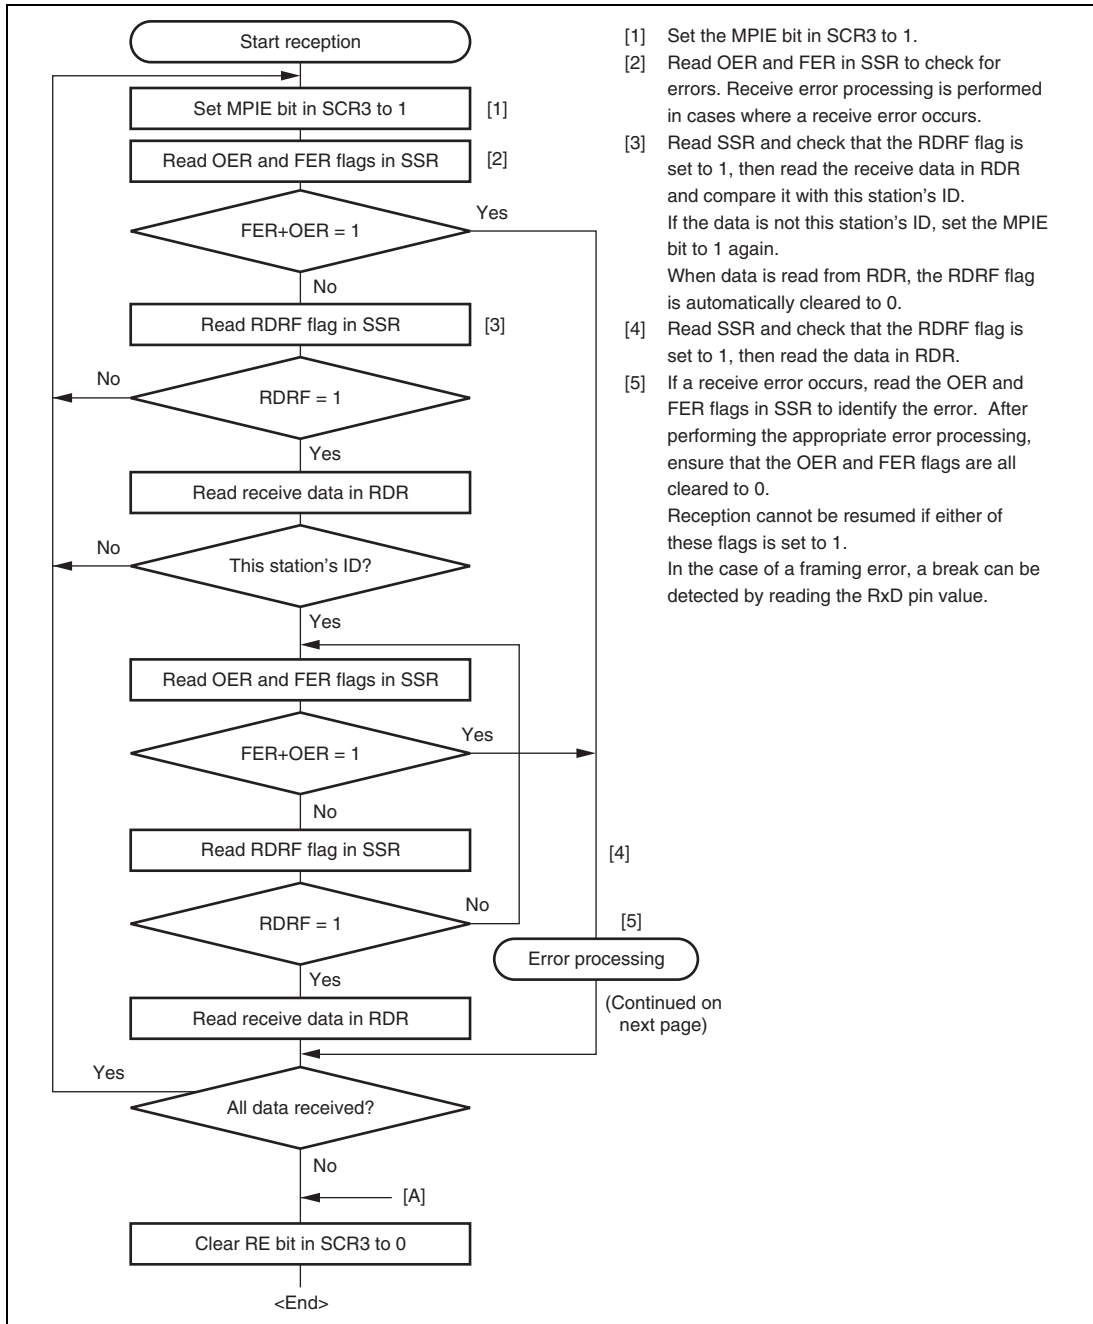 Start reception
Set MPIE bit in SCR3 to 1
[1]
Read OER and FER flags in SSR
[2]
Yes
FER+OER = 1
No
Read RDRF flag in SSR
[3]
No
RDRF = 1
Yes
Read receive data in RDR
No
This station's ID?
Yes
Read OER and FER flags in SSR
Yes
FER+OER = 1
No
Read RDRF flag in SSR
[4]
No
RDRF = 1
[5]
Error processing
Yes
(Continued on
next page)
Read receive data in RDR
Yes
All data received?
No
[A]
Clear RE bit in SCR3 to 0
<End>
[1] Set the MPIE bit in SCR3 to 1.
[2] Read OER and FER in SSR to check for
errors. Receive error processing is performed
in cases where a receive error occurs.
[3] Read SSR and check that the RDRF flag is
set to 1, then read the receive data in RDR
and compare it with this station's ID.
If the data is not this station's ID, set the MPIE
bit to 1 again.
When data is read from RDR, the RDRF flag
is automatically cleared to 0.
[4] Read SSR and check that the RDRF flag is
set to 1, then read the data in RDR.
[5] If a receive error occurs, read the OER and
FER flags in SSR to identify the error. After
performing the appropriate error processing,
ensure that the OER and FER flags are all
cleared to 0.
Reception cannot be resumed if either of
these flags is set to 1.
In the case of a framing error, a break can be
detected by reading the RxD pin value.